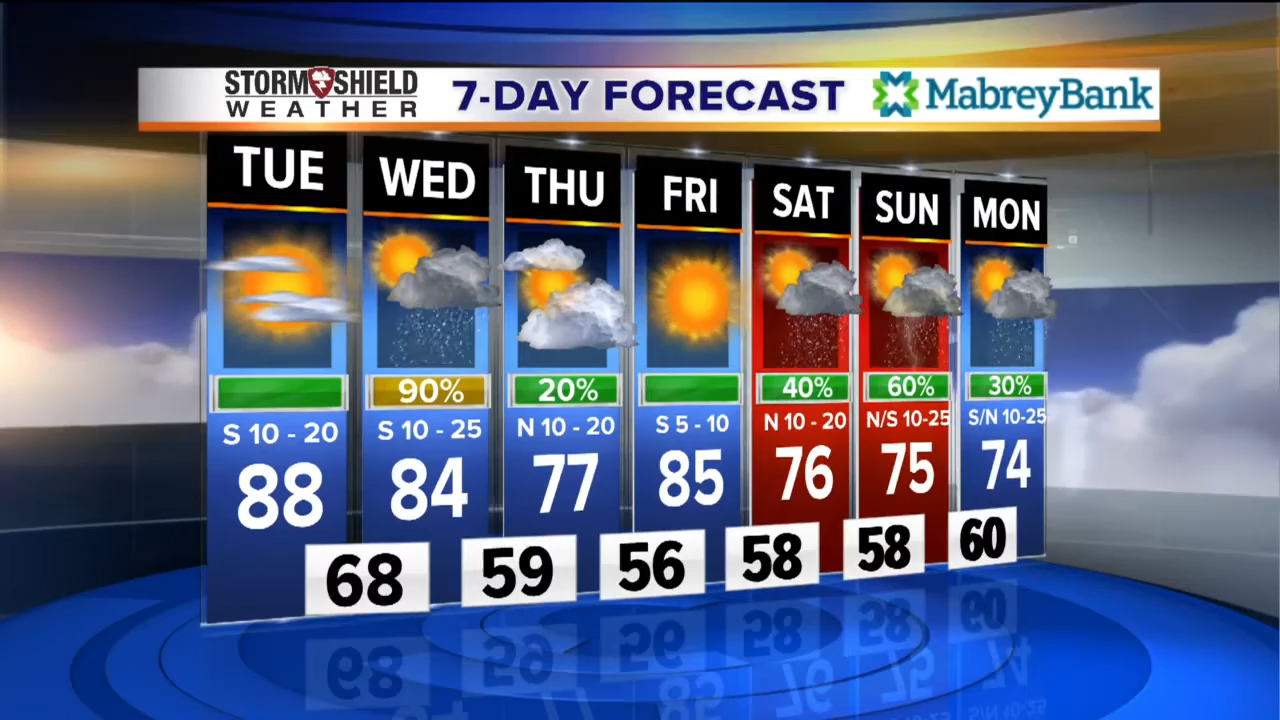 STORM SHIELD
WEATHER
7-DAY FORECAST
MabreyBank
TUE WED THU FRI SAT SUN MON
90% 20% 40% 60% 30%
S 10 - 20 S 10 - 25 N 10 - 20 S 5 - 10 N 10 - 20 N/S 10-25 S/N 10-25
88 84 77 85 76 75 74
68 59 56 58 58 60